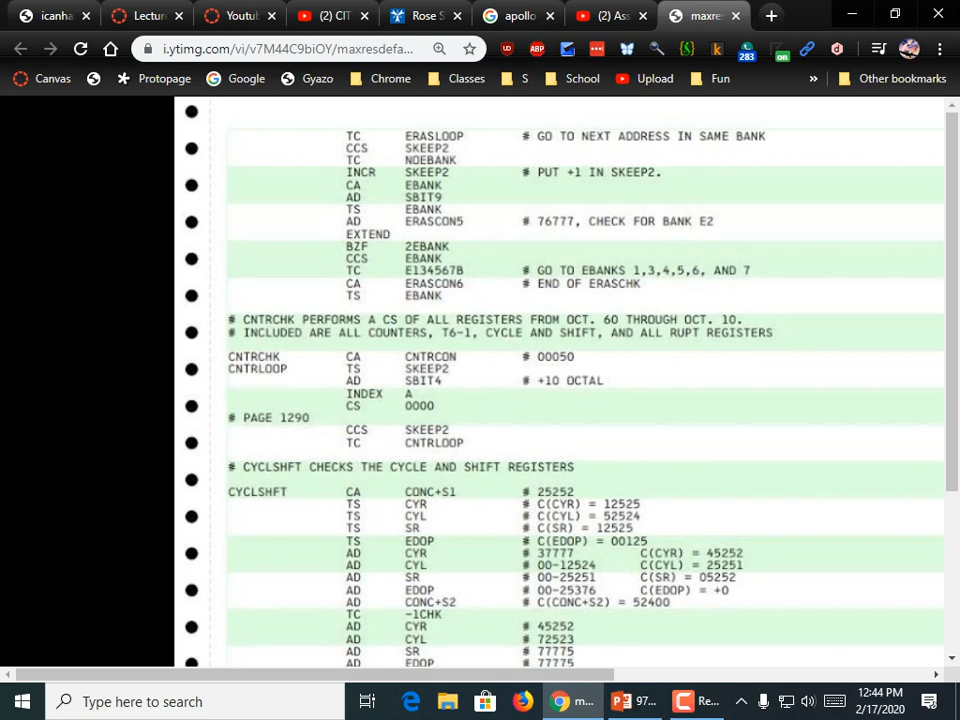 icanha
Lectur
Youtu
(2) CIT
Rose S
apollo
(2) Ass
maxres
i.ytimg.com/vi/v7M44C9biOY/maxresdefa...
UD
ABP
k
283
on
Canvas
Protopage
Google
Gyazo
Chrome
Classes
S
School
Upload
Fun
»
Other bookmarks
TC ERASLOOP # GO TO NEXT ADDRESS IN SAME BANK
CCS SKEEP2
TC NOEBANK
INCR SKEEP2 # PUT +1 IN SKEEP2.
CA EBANK
AD SBIT9
TS EBANK
AD ERASCON5 # 76777, CHECK FOR BANK E2
EXTEND
BZF 2EBANK
CCS EBANK
TC E134567B # GO TO EBANKS 1,3,4,5,6, AND 7
CA ERASCON6 # END OF ERASCHK
TS EBANK
# CNTRCHK PERFORMS A CS OF ALL REGISTERS FROM OCT. 60 THROUGH OCT. 10.
# INCLUDED ARE ALL COUNTERS, T6-1, CYCLE AND SHIFT, AND ALL RUPT REGISTERS
CNTRCHK CA CNTRCON # 00050
CNTRLOOP TS SKEEP2
AD SBIT4 # +10 OCTAL
INDEX A
CS 0000
# PAGE 1290
CCS SKEEP2
TC CNTRLOOP
# CYCLSHFT CHECKS THE CYCLE AND SHIFT REGISTERS
CYCLSHFT CA CONC+S1 # 25252
TS CYR # C(CYR) = 12525
TS CYL # C(CYL) = 52524
TS SR # C(SR) = 12525
TS EDOP # C(EDOP) = 00125
AD CYR # 37777 C(CYR) = 45252
AD CYL # 00-12524 C(CYL) = 25251
AD SR # 00-25251 C(SR) = 05252
AD EDOP # 00-25376 C(EDOP) = +0
AD CONC+S2 # C(CONC+S2) = 52400
TC -1CHK
AD CYR # 45252
AD CYL # 72523
AD SR # 77775
AD EDOP # 77775
Type here to search
m...
97...
Re...
12:44 PM
2/17/2020